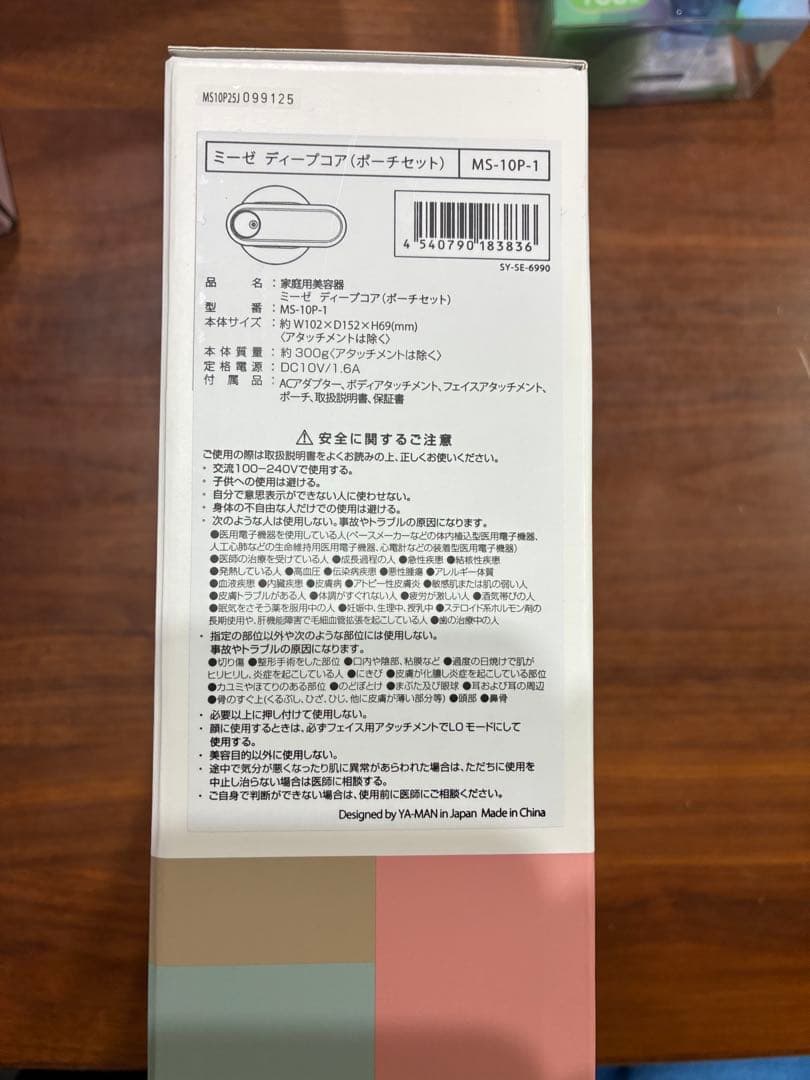 MS10P25J 099125
ミーゼ ディープコア(ポーチセット) MS-10P-1
4 540790 183836
SY-SE-6990
品名：家庭用美容器
ミーゼ ディープコア(ポーチセット)
型番：MS-10P-1
本体サイズ：約 W102×D152×H69(mm)
〈アタッチメントは除く〉
本体質量：約 300g〈アタッチメントは除く〉
定格電源：DC10V/1.6A
付属品：ACアダプター、ボディアタッチメント、フェイスアタッチメント、
ポーチ、取扱説明書、保証書
⚠ 安全に関するご注意
ご使用の際は取扱説明書をよくお読みの上、正しくお使いください。
・交流100−240Vで使用する。
・子供への使用は避ける。
・自分で意思表示ができない人に使わせない。
・身体の不自由な人だけでの使用は避ける。
・次のような人は使用しない。事故やトラブルの原因になります。
●医用電子機器を使用している人(ペースメーカーなどの体内植込型医用電子機器、
人工心肺などの生命維持用医用電子機器、心電計などの装着型医用電子機器)
●医師の治療を受けている人 ●成長過程の人 ●急性疾患 ●結核性疾患
●発熱している人 ●高血圧 ●伝染病疾患 ●悪性腫瘍 ●アレルギー体質
●血液疾患 ●内臓疾患 ●皮膚病 ●アトピー性皮膚炎 ●敏感肌または肌の弱い人
●皮膚トラブルがある人 ●体調がすぐれない人 ●疲労が激しい人 ●酒気帯びの人
●眠気をさそう薬を服用中の人 ●妊娠中、生理中、授乳中 ●ステロイド系ホルモン剤の
長期使用や、肝機能障害で毛細血管拡張を起こしている人 ●歯の治療中の人
・指定の部位以外や次のような部位には使用しない。
事故やトラブルの原因になります。
●切り傷 ●整形手術をした部位 ●口内や陰部、粘膜など ●過度の日焼けで肌が
ヒリヒリし、炎症を起こしている人 ●にきび ●皮膚が化膿し炎症を起こしている部位
●カユミやほてりのある部位 ●のどぼとけ ●まぶた及び眼球 ●耳および耳の周辺
●骨のすぐ上(くるぶし、ひざ、ひじ、他に皮膚が薄い部分等) ●頭部 ●鼻骨
・必要以上に押し付けて使用しない。
・顔に使用するときは、必ずフェイス用アタッチメントでLOモードにして
使用する。
・美容目的以外に使用しない。
・途中で気分が悪くなったり肌に異常があらわれた場合は、ただちに使用を
中止し治らない場合は医師に相談する。
・ご自身で判断ができない場合は、使用前に医師にご相談ください。
Designed by YA-MAN in Japan Made in China